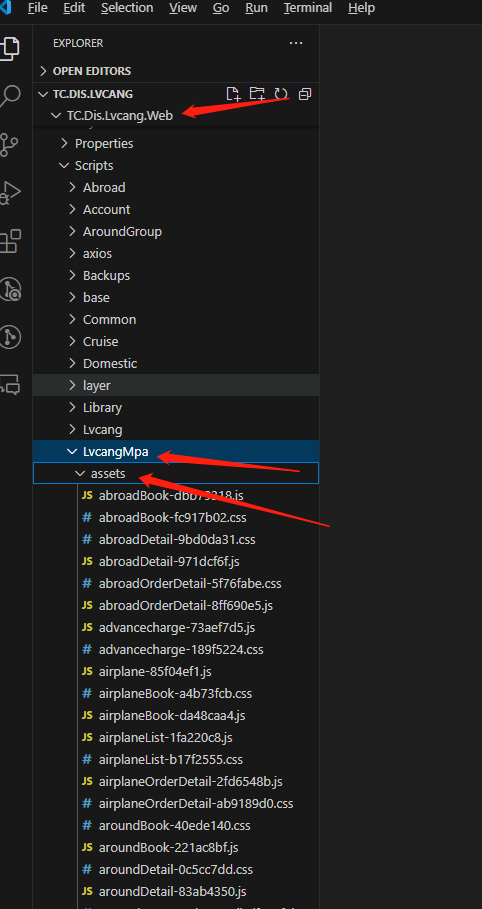 File Edit Selection View Go Run Terminal Help
EXPLORER
OPEN EDITORS
TC.DIS.LVCANG
TC.Dis.Lvcang.Web
Properties
Scripts
Abroad
Account
AroundGroup
axios
Backups
base
Common
Cruise
Domestic
layer
Library
Lvcang
LvcangMpa
assets
JS abroadBook-dbb79218.js
# abroadBook-fc917b02.css
# abroadDetail-9bd0da31.css
JS abroadDetail-971dcf6f.js
# abroadOrderDetail-5f76fabe.css
JS abroadOrderDetail-8ff690e5.js
JS advancecharge-73aef7d5.js
# advancecharge-189f5224.css
JS airplane-85f04ef1.js
# airplaneBook-a4b73fcb.css
JS airplaneBook-da48caa4.js
JS airplaneList-1fa220c8.js
# airplaneList-b17f2555.css
JS airplaneOrderDetail-2fd6548b.js
# airplaneOrderDetail-ab9189d0.css
# aroundBook-40ede140.css
JS aroundBook-221ac8bf.js
# aroundDetail-0c5cc7dd.css
JS aroundDetail-83ab4350.js